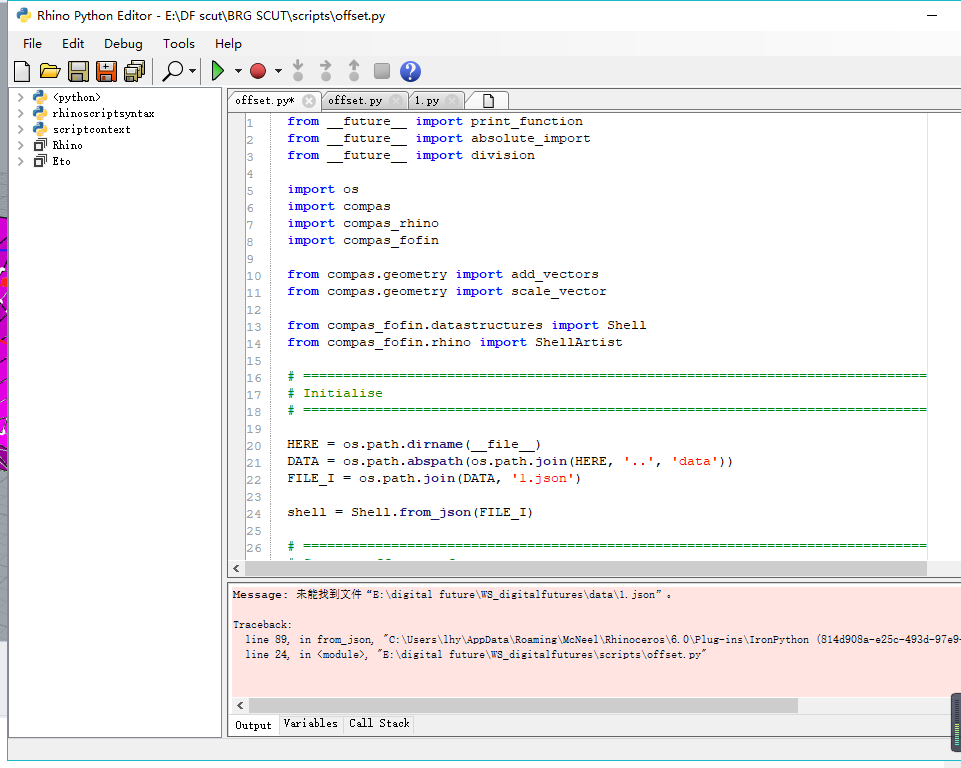 Rhino Python Editor - E:\DF scut\BRG SCUT\scripts\offset.py
File Edit Debug Tools Help
<python>
rhinoscriptsyntax
scriptcontext
Rhino
Eto
offset.py* offset.py 1.py
1 from __future__ import print_function
2 from __future__ import absolute_import
3 from __future__ import division
4
5 import os
6 import compas
7 import compas_rhino
8 import compas_fofin
9
10 from compas.geometry import add_vectors
11 from compas.geometry import scale_vector
12
13 from compas_fofin.datastructures import Shell
14 from compas_fofin.rhino import ShellArtist
15
16 # ==============================================================================
17 # Initialise
18 # ==============================================================================
19
20 HERE = os.path.dirname(__file__)
21 DATA = os.path.abspath(os.path.join(HERE, '..', 'data'))
22 FILE_I = os.path.join(DATA, '1.json')
23
24 shell = Shell.from_json(FILE_I)
25
26 # ==============================================================================
Message: 未能找到文件“E:\digital future\WS_digitalfutures\data\1.json”。
Traceback:
line 89, in from_json, "C:\Users\lhy\AppData\Roaming\McNeel\Rhinoceros\6.0\Plug-ins\IronPython (814d908a-e25c-493d-97e9-
line 24, in <module>, "E:\digital future\WS_digitalfutures\scripts\offset.py"
Output Variables Call Stack